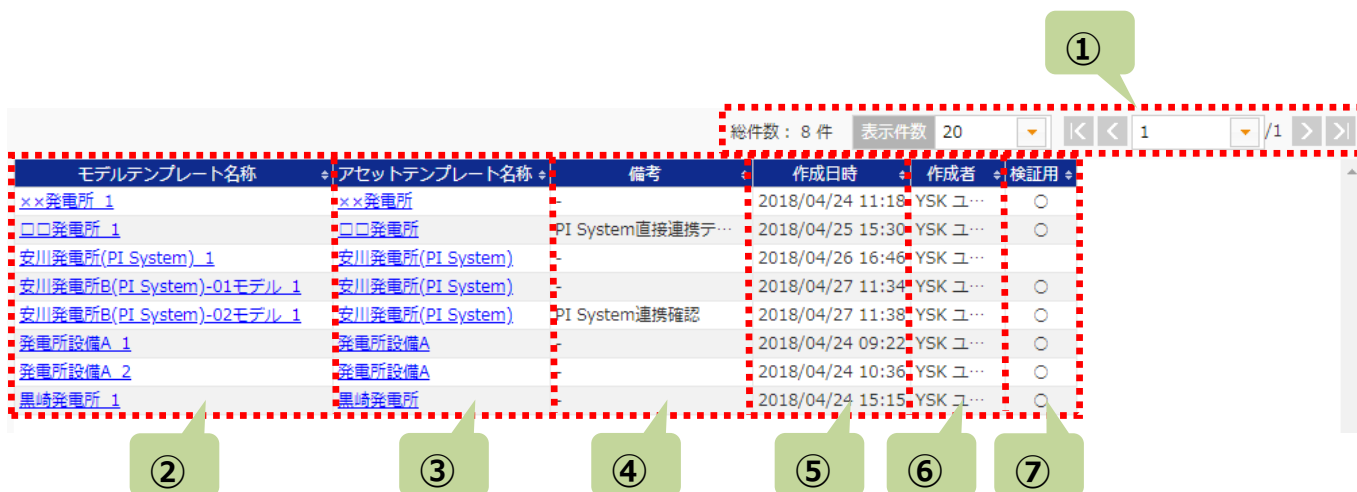 ①
総件数： 8 件 表示件数 20 1 /1
モデルテンプレート名称 アセットテンプレート名称 備考 作成日時 作成者 検証用
××発電所_1 ××発電所 - 2018/04/24 11:18 YSK ユ… ○
□□発電所_1 □□発電所 PI System直接連携テ… 2018/04/25 15:30 YSK ユ… ○
安川発電所(PI System)_1 安川発電所(PI System) - 2018/04/26 16:46 YSK ユ…
安川発電所B(PI System)-01モデル_1 安川発電所(PI System) - 2018/04/27 11:34 YSK ユ… ○
安川発電所B(PI System)-02モデル_1 安川発電所(PI System) PI System連携確認 2018/04/27 11:38 YSK ユ… ○
発電所設備A_1 発電所設備A - 2018/04/24 09:22 YSK ユ… ○
発電所設備A_2 発電所設備A - 2018/04/24 10:36 YSK ユ… ○
黒崎発電所_1 黒崎発電所 - 2018/04/24 15:15 YSK ユ… ○
② ③ ④ ⑤ ⑥ ⑦